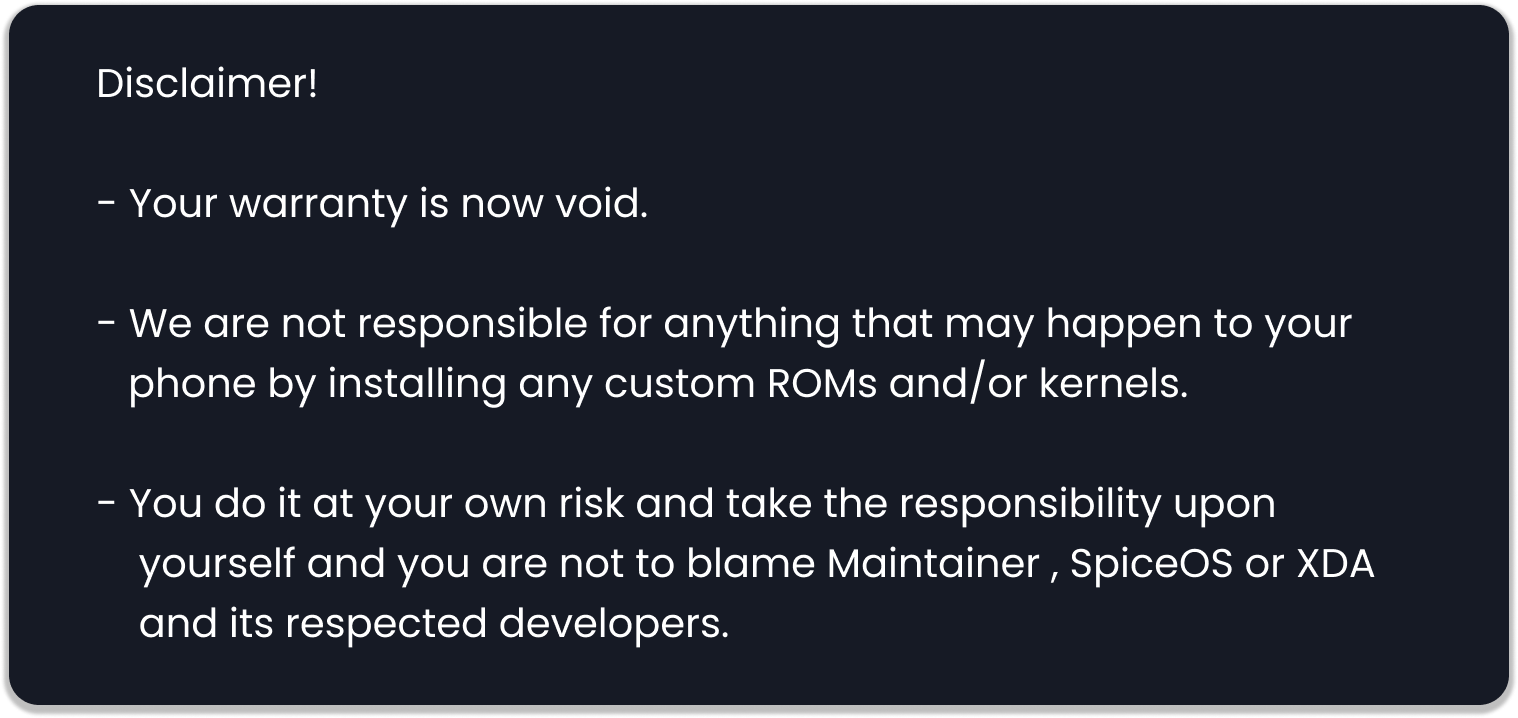 Disclaimer!
- Your warranty is now void.
- We are not responsible for anything that may happen to your
phone by installing any custom ROMs and/or kernels.
- You do it at your own risk and take the responsibility upon
yourself and you are not to blame Maintainer , SpiceOS or XDA
and its respected developers.